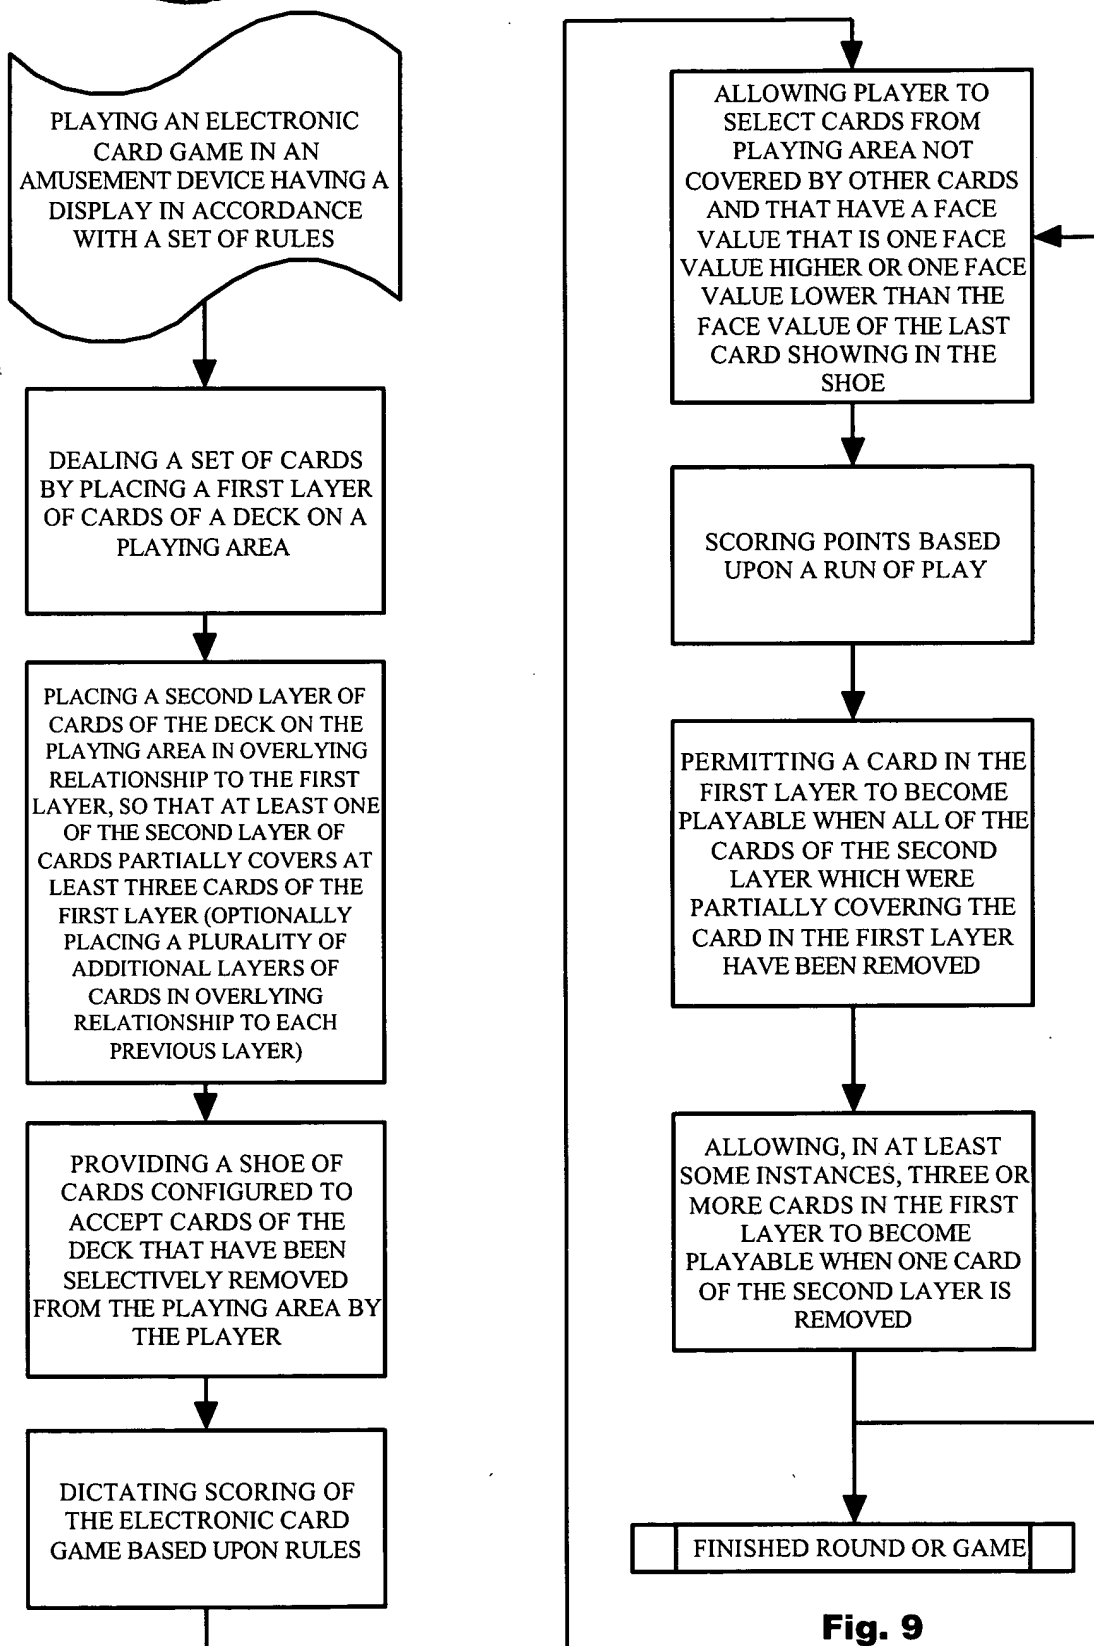 PLAYING AN ELECTRONIC
CARD GAME IN AN
AMUSEMENT DEVICE HAVING A
DISPLAY IN ACCORDANCE
WITH A SET OF RULES
DEALING A SET OF CARDS
BY PLACING A FIRST LAYER
OF CARDS OF A DECK ON A
PLAYING AREA
PLACING A SECOND LAYER OF
CARDS OF THE DECK ON THE
PLAYING AREA IN OVERLYING
RELATIONSHIP TO THE FIRST
LAYER, SO THAT AT LEAST ONE
OF THE SECOND LAYER OF
CARDS PARTIALLY COVERS AT
LEAST THREE CARDS OF THE
FIRST LAYER (OPTIONALLY
PLACING A PLURALITY OF
ADDITIONAL LAYERS OF
CARDS IN OVERLYING
RELATIONSHIP TO EACH
PREVIOUS LAYER)
PROVIDING A SHOE OF
CARDS CONFIGURED TO
ACCEPT CARDS OF THE
DECK THAT HAVE BEEN
SELECTIVELY REMOVED
FROM THE PLAYING AREA BY
THE PLAYER
DICTATING SCORING OF
THE ELECTRONIC CARD
GAME BASED UPON RULES
ALLOWING PLAYER TO
SELECT CARDS FROM
PLAYING AREA NOT
COVERED BY OTHER CARDS
AND THAT HAVE A FACE
VALUE THAT IS ONE FACE
VALUE HIGHER OR ONE FACE
VALUE LOWER THAN THE
FACE VALUE OF THE LAST
CARD SHOWING IN THE
SHOE
SCORING POINTS BASED
UPON A RUN OF PLAY
PERMITTING A CARD IN THE
FIRST LAYER TO BECOME
PLAYABLE WHEN ALL OF THE
CARDS OF THE SECOND
LAYER WHICH WERE
PARTIALLY COVERING THE
CARD IN THE FIRST LAYER
HAVE BEEN REMOVED
ALLOWING, IN AT LEAST
SOME INSTANCES, THREE OR
MORE CARDS IN THE FIRST
LAYER TO BECOME
PLAYABLE WHEN ONE CARD
OF THE SECOND LAYER IS
REMOVED
FINISHED ROUND OR GAME
Fig. 9